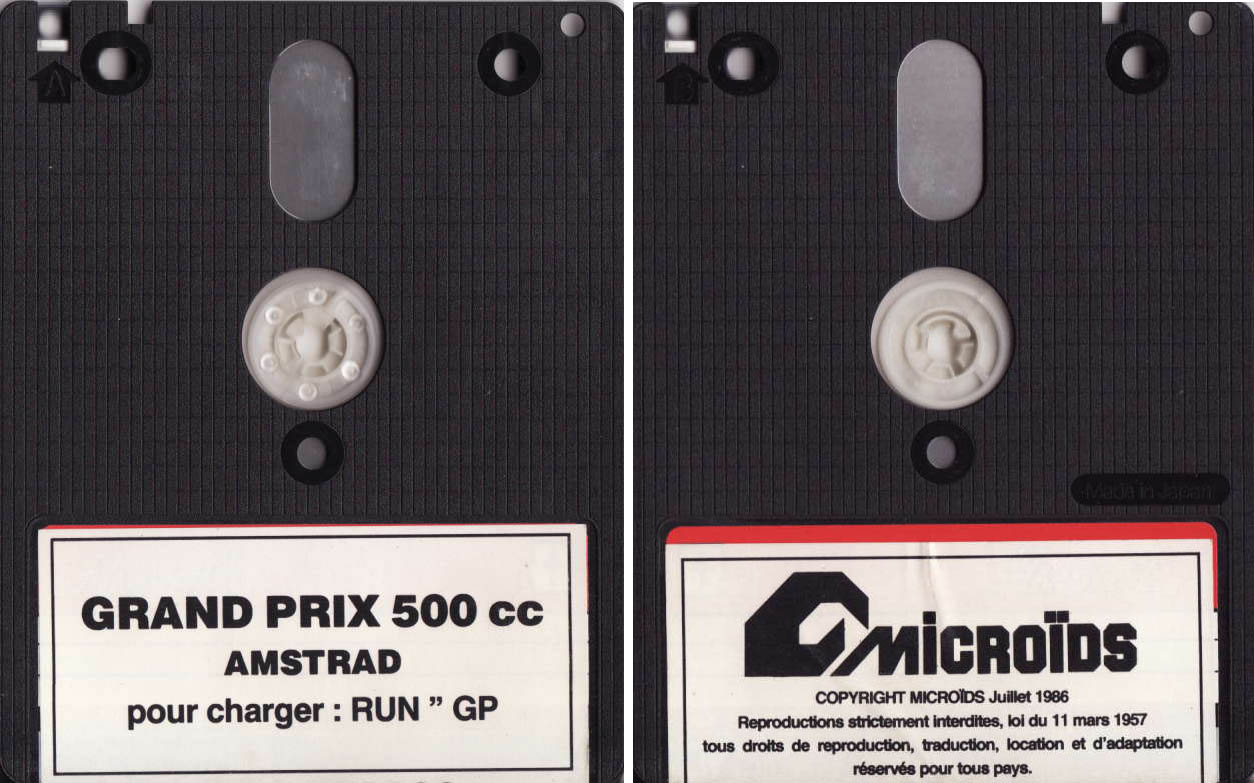 A
GRAND PRIX 500 cc
AMSTRAD
pour charger : RUN ” GP
B
Made in Japan
MICROÏDS
COPYRIGHT MICROÏDS Juillet 1986
Reproductions strictement interdites, loi du 11 mars 1957
tous droits de reproduction, traduction, location et d'adaptation
réservés pour tous pays.